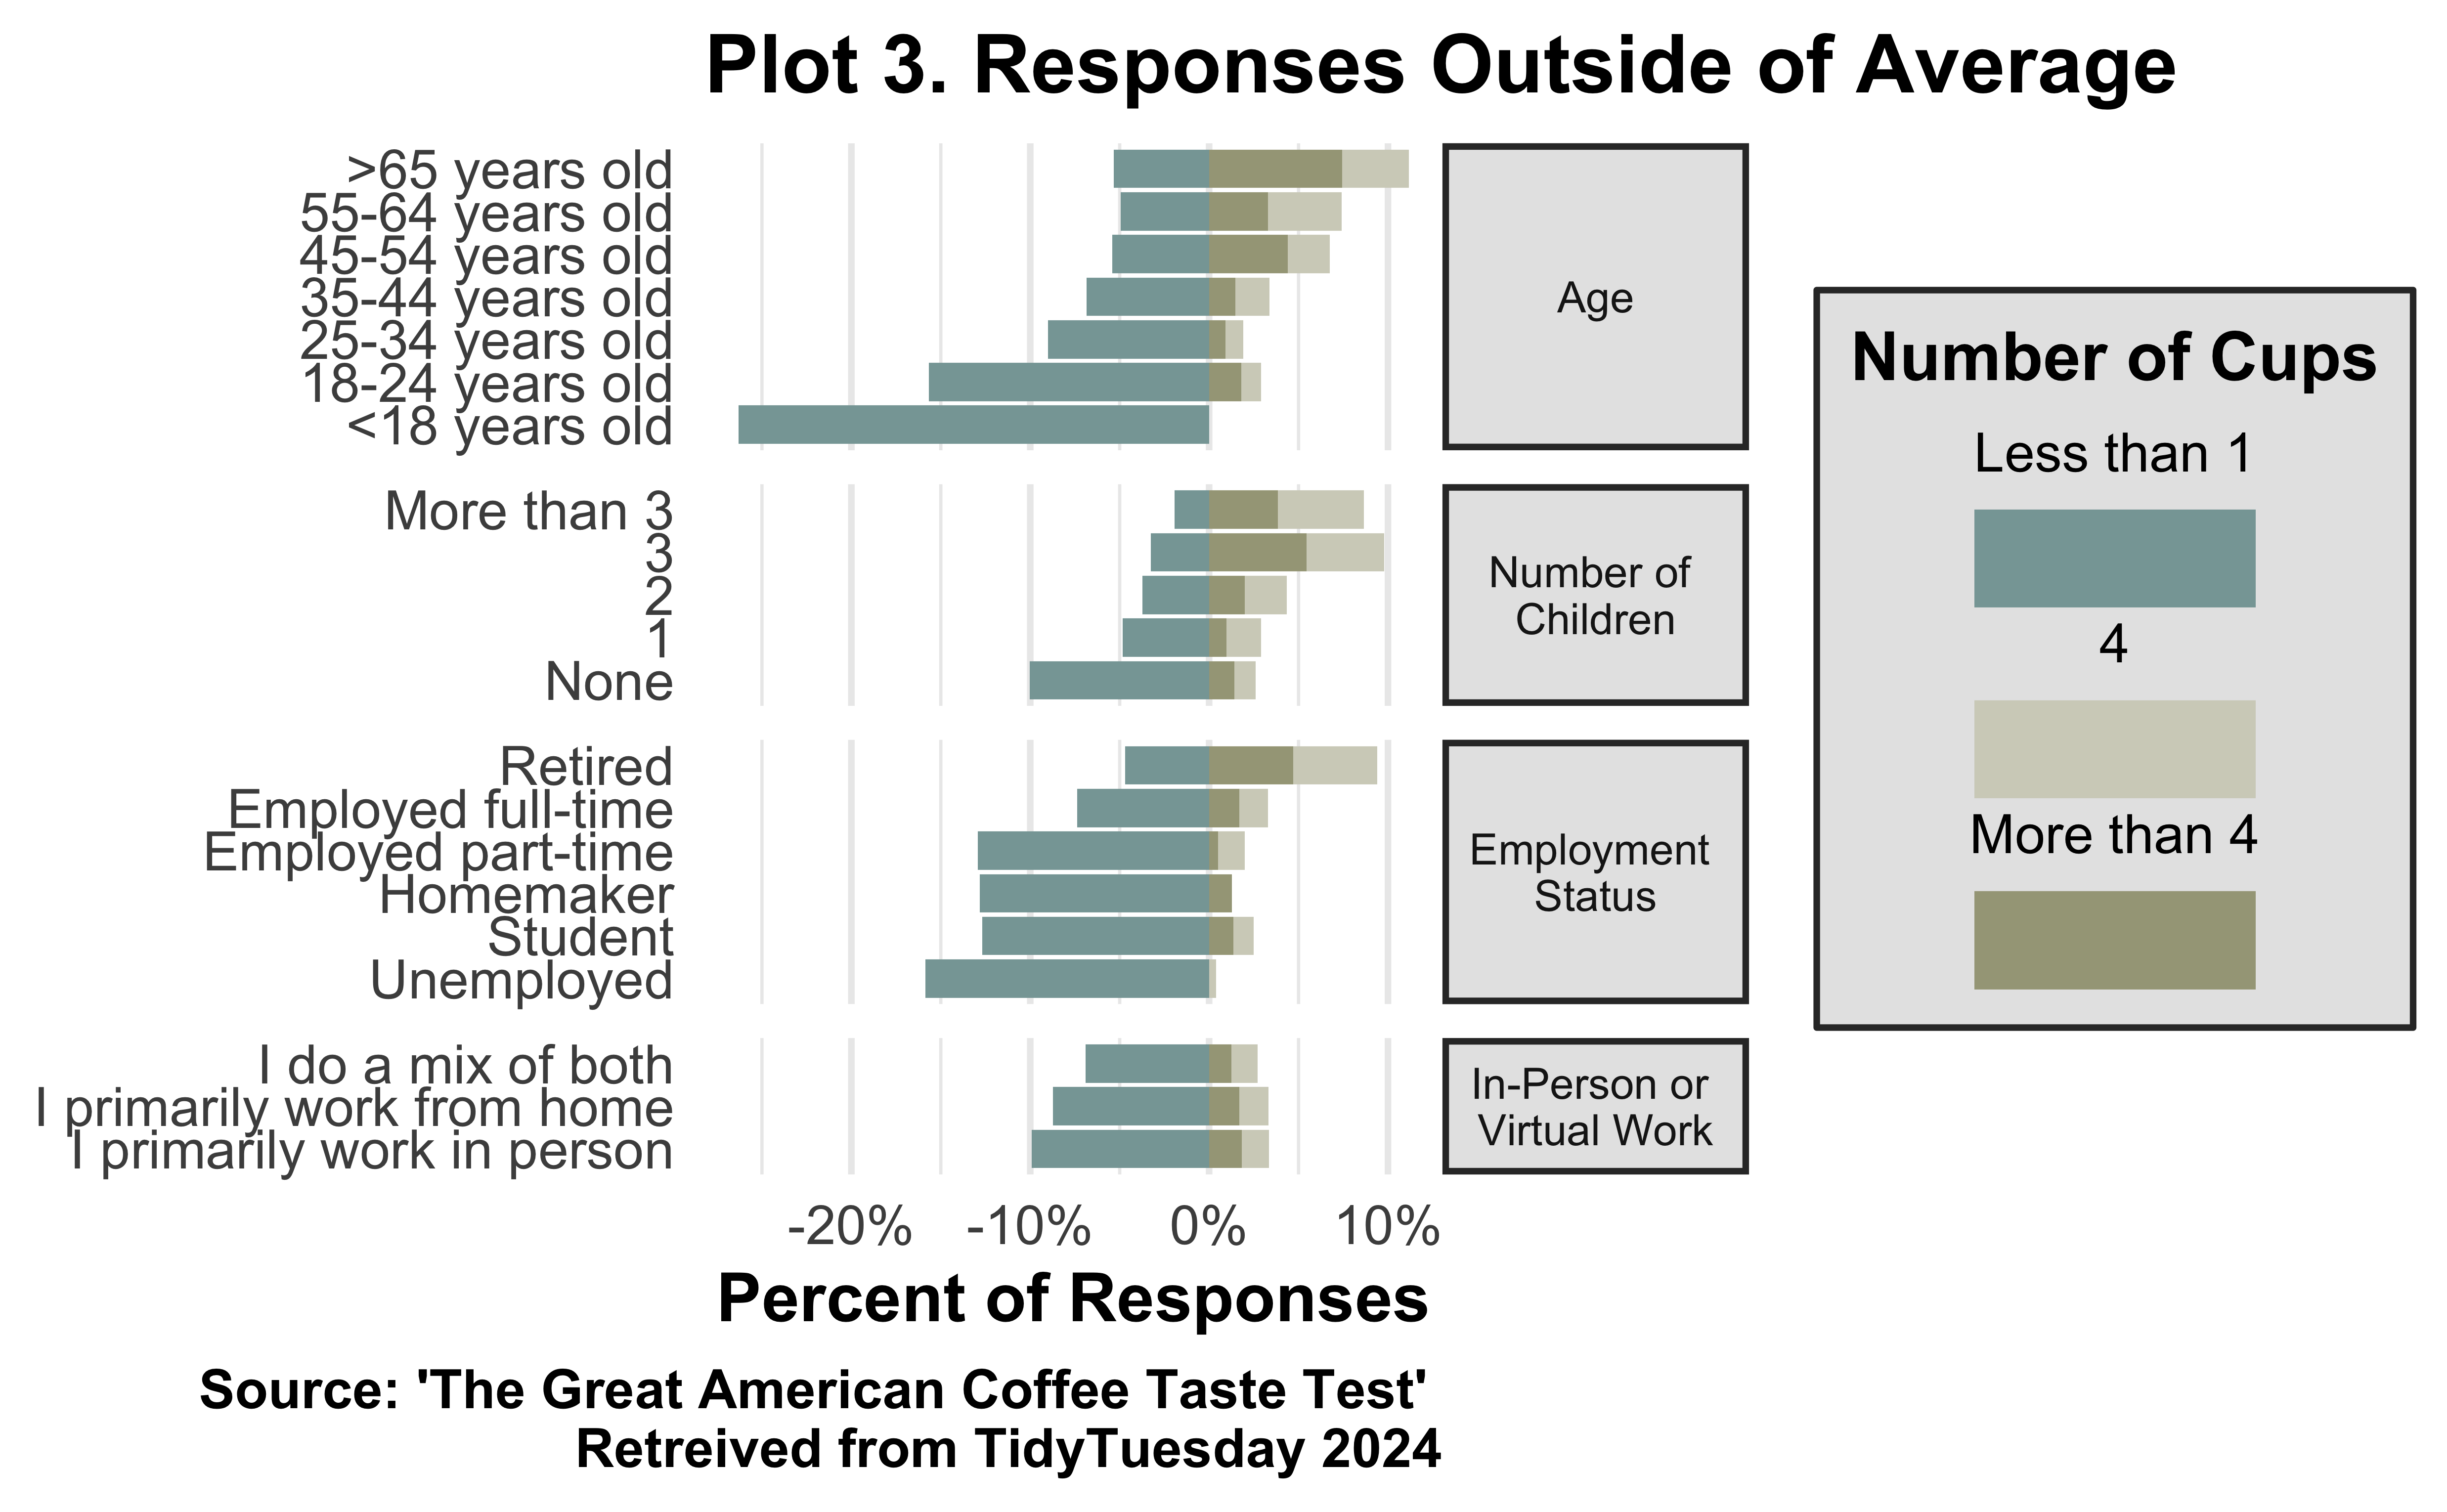 Plot 3. Responses Outside of Average
>65 years old
55-64 years old
45-54 years old
35-44 years old
25-34 years old
18-24 years old
<18 years old
Age
More than 3
3
2
1
None
Number of
Children
Retired
Employed full-time
Employed part-time
Homemaker
Student
Unemployed
Employment
Status
I do a mix of both
I primarily work from home
I primarily work in person
In-Person or
Virtual Work
-20% -10% 0% 10%
Percent of Responses
Number of Cups
Less than 1
4
More than 4
Source: 'The Great American Coffee Taste Test'
Retreived from TidyTuesday 2024